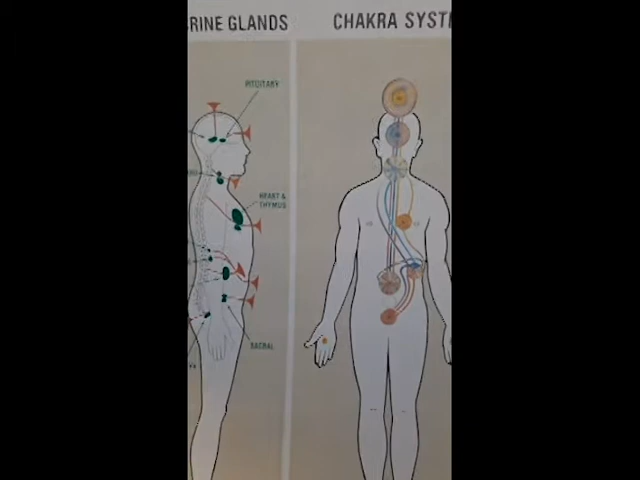 RINE GLANDS
CHAKRA SYST
PITUITARY
HEART &
THYMUS
SACRAL